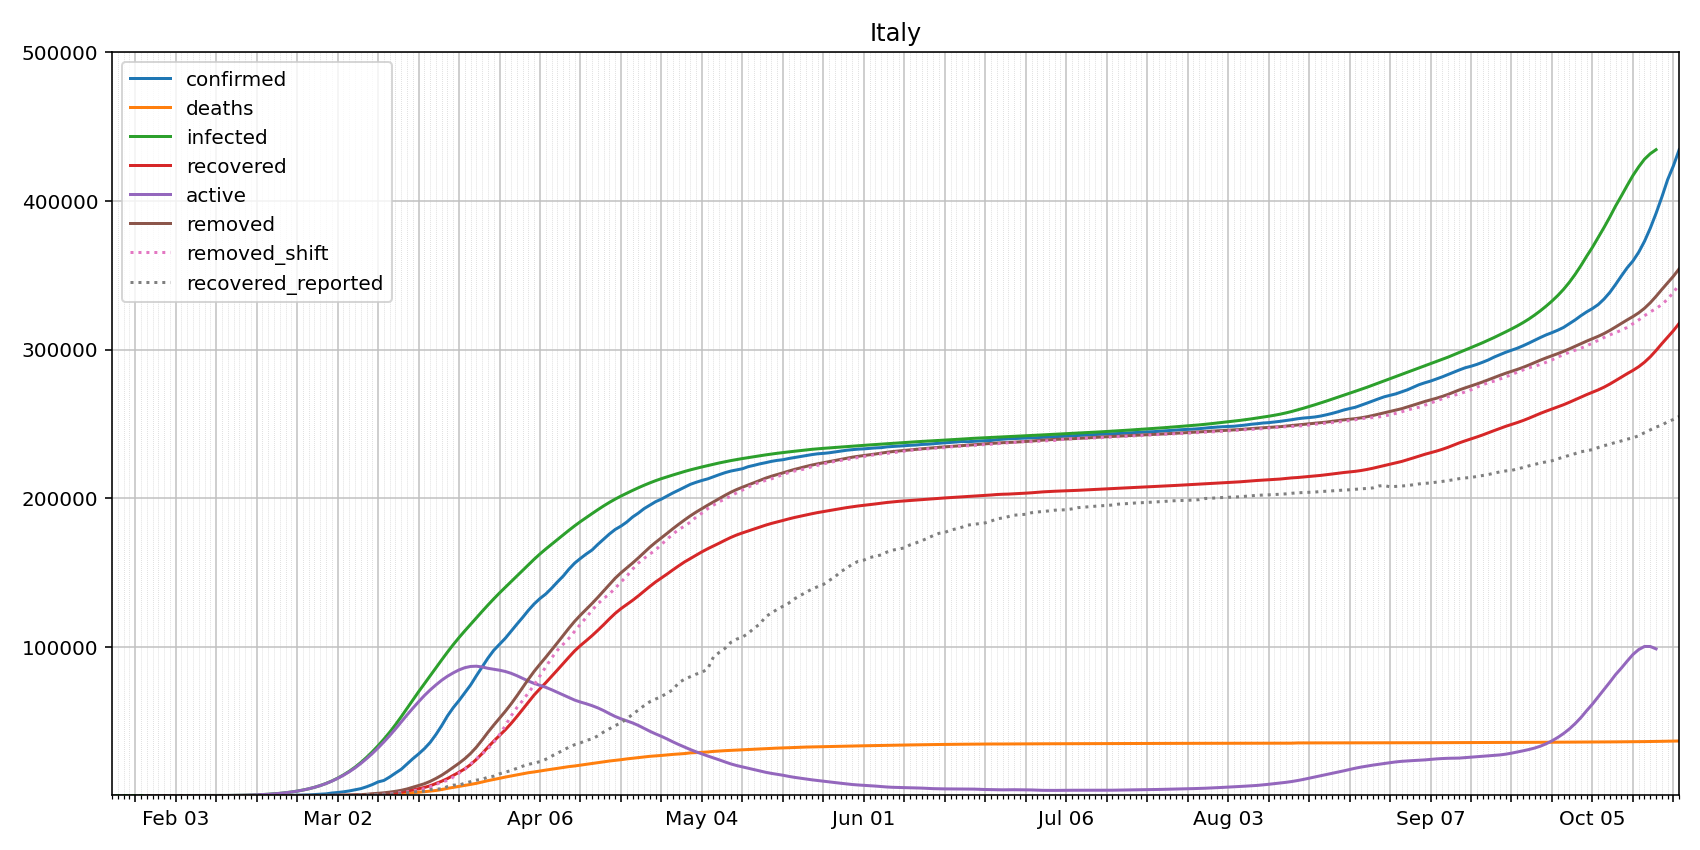 Italy
500000
400000
300000
200000
100000
confirmed
deaths
infected
recovered
active
removed
removed_shift
recovered_reported
Feb 03
Mar 02
Apr 06
May 04
Jun 01
Jul 06
Aug 03
Sep 07
Oct 05